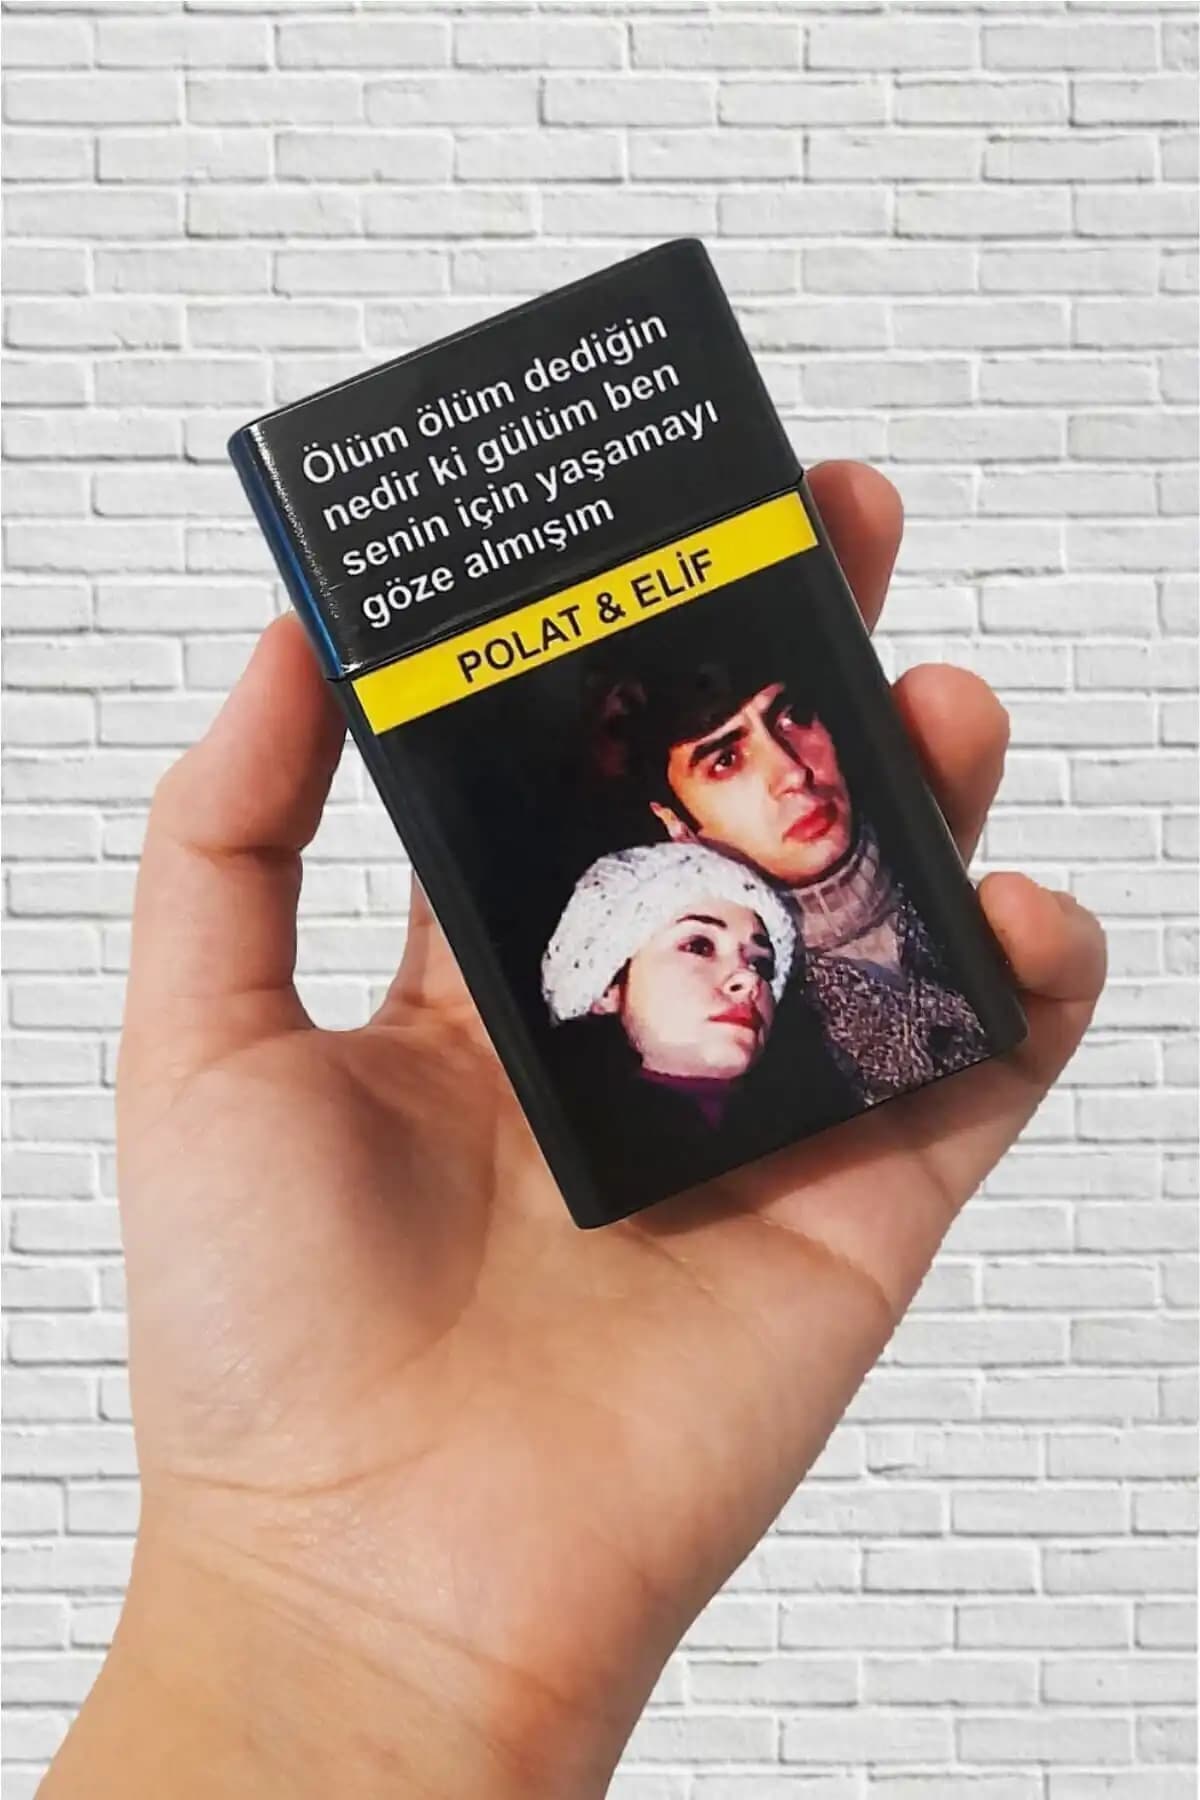 Ölüm ölüm dediğin
nedir ki gülüm ben
senin için yaşamayı
göze almışım
POLAT & ELİF